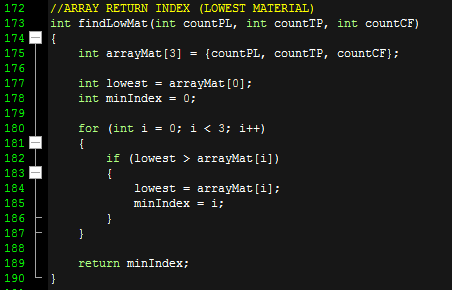 172 //ARRAY RETURN INDEX (LOWEST MATERIAL)
173 int findLowMat(int countPL, int countTP, int countCF)
174 {
175     int arrayMat[3] = {countPL, countTP, countCF};
176
177     int lowest = arrayMat[0];
178     int minIndex = 0;
179
180     for (int i = 0; i < 3; i++)
181     {
182         if (lowest > arrayMat[i])
183         {
184             lowest = arrayMat[i];
185             minIndex = i;
186         }
187     }
188
189     return minIndex;
190 }